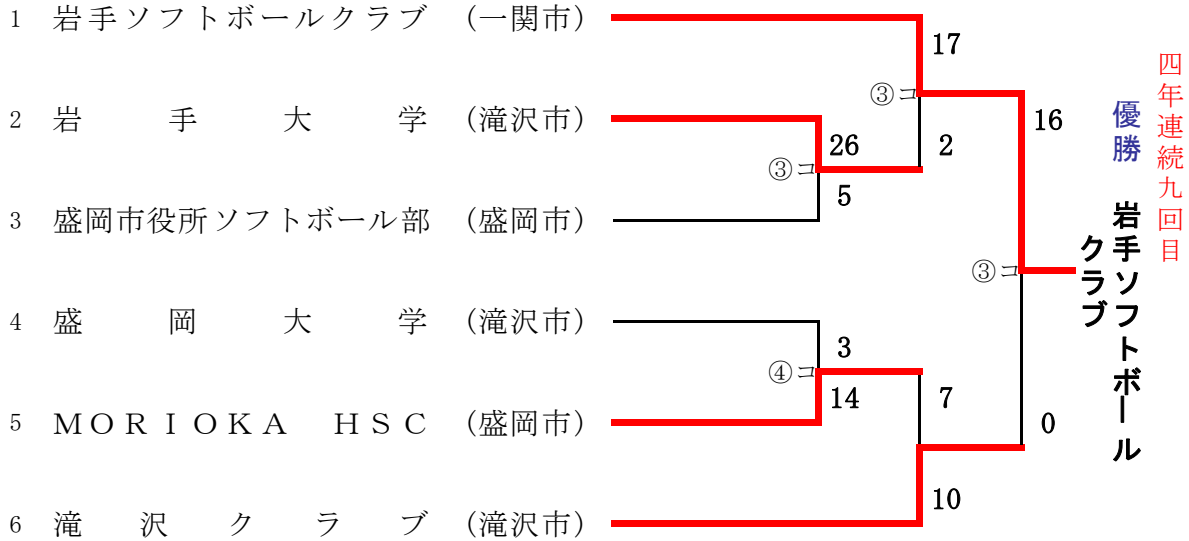 1 岩手ソフトボールクラブ (一関市)
2 岩手大学 (滝沢市)
3 盛岡市役所ソフトボール部 (盛岡市)
4 盛岡大学 (滝沢市)
5 ＭＯＲＩＯＫＡ ＨＳＣ (盛岡市)
6 滝沢クラブ (滝沢市)
26
③コ
5
3
④コ
14
17
③コ
2
7
10
16
③コ
0
四年連続九回目
優勝 岩手ソフトボール
クラブ